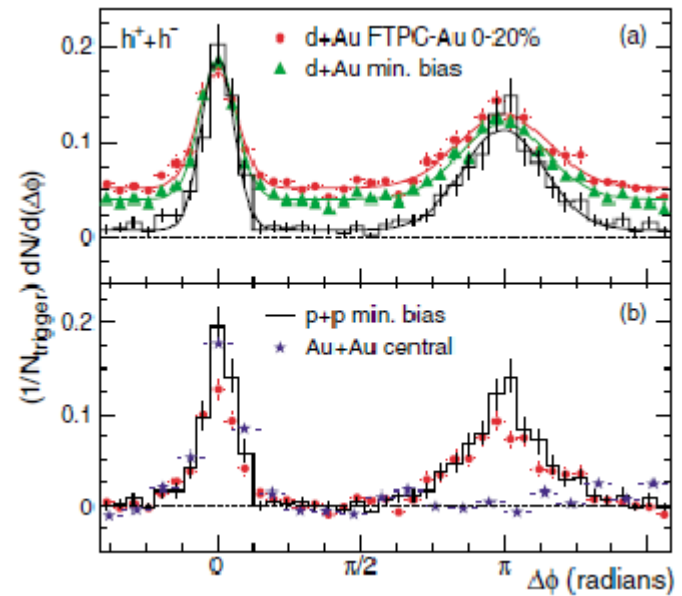 h⁺+h⁻
d+Au FTPC-Au 0-20%
(a)
d+Au min. bias
0.2
0.1
0
p+p min. bias
(b)
Au+Au central
0.2
0.1
0
(1/N_trigger) dN/d(Δϕ)
0
π/2
π
Δϕ (radians)